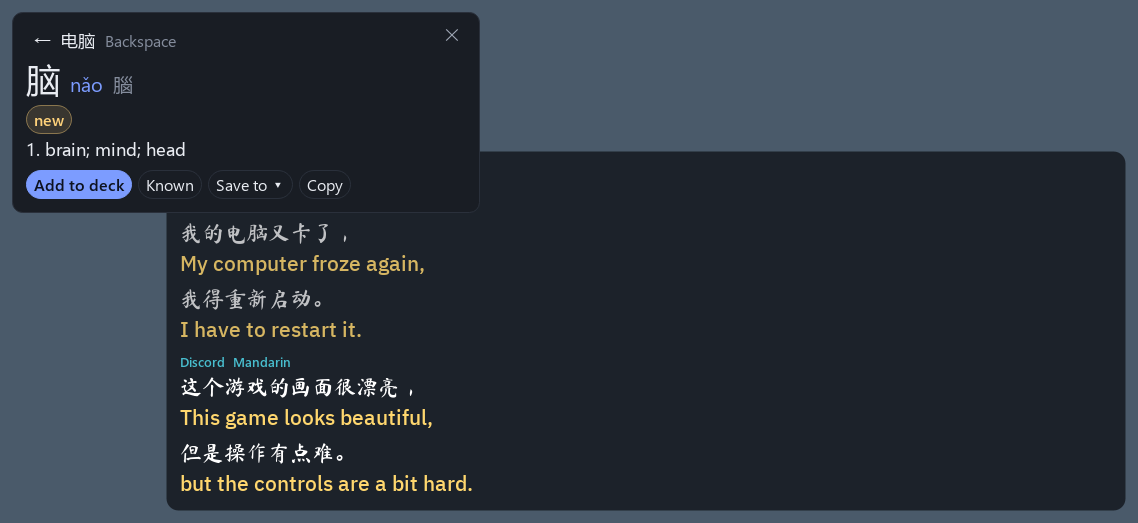 ← 电脑 Backspace
脑 nǎo 腦
new
1. brain; mind; head
Add to deck Known Save to ▾ Copy
我的电脑又卡了，
My computer froze again,
我得重新启动。
I have to restart it.
Discord Mandarin
这个游戏的画面很漂亮，
This game looks beautiful,
但是操作有点难。
but the controls are a bit hard.